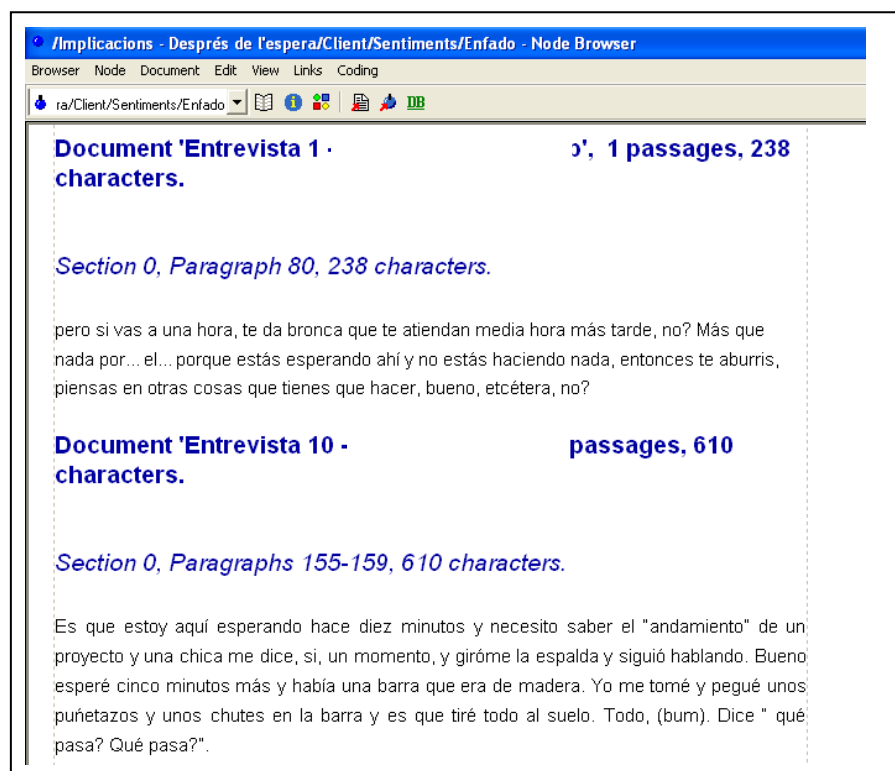 /Implicacions - Després de l'espera/Client/Sentiments/Enfado - Node Browser
Browser Node Document Edit View Links Coding
ra/Client/Sentiments/Enfado DB
Document 'Entrevista 1 - ', 1 passages, 238
characters.
Section 0, Paragraph 80, 238 characters.
pero si vas a una hora, te da bronca que te atiendan media hora más tarde, no? Más que
nada por... el... porque estás esperando ahí y no estás haciendo nada, entonces te aburris,
piensas en otras cosas que tienes que hacer, bueno, etcétera, no?
Document 'Entrevista 10 - passages, 610
characters.
Section 0, Paragraphs 155-159, 610 characters.
Es que estoy aquí esperando hace diez minutos y necesito saber el "andamiento" de un
proyecto y una chica me dice, si, un momento, y giróme la espalda y siguió hablando. Bueno
esperé cinco minutos más y había una barra que era de madera. Yo me tomé y pegué unos
puńetazos y unos chutes en la barra y es que tiré todo al suelo. Todo, (bum). Dice " qué
pasa? Qué pasa?".